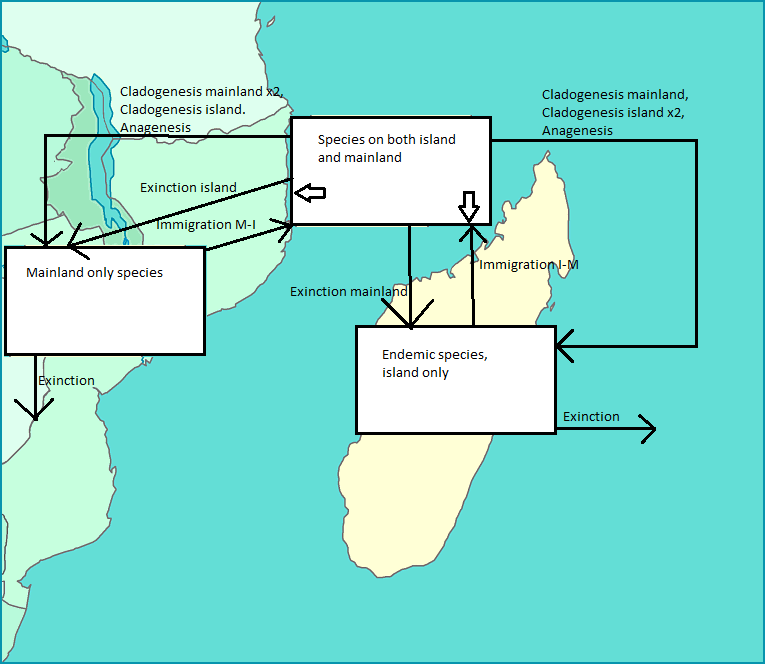 Cladogenesis mainland x2,
Cladogenesis island.
Anagenesis
Cladogenesis mainland,
Cladogenesis island x2,
Anagenesis
Species on both island
and mainland
Exinction island
Immigration M-I
Mainland only species
Immigration I-M
Exinction mainland
Endemic species,
island only
Exinction
Exinction